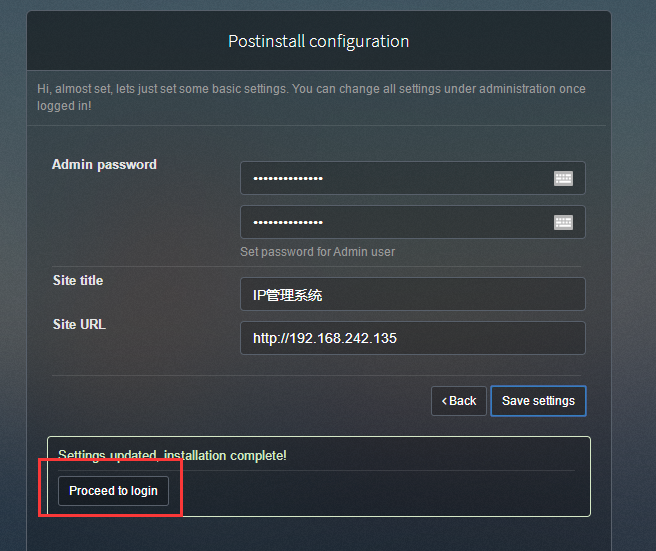 Postinstall configuration
Hi, almost set, lets just set some basic settings. You can change all settings under administration once
logged in!
Admin password
••••••••••••••
••••••••••••••
Set password for Admin user
Site title
IP管理系统
Site URL
http://192.168.242.135
Back
Save settings
Settings updated, installation complete!
Proceed to login